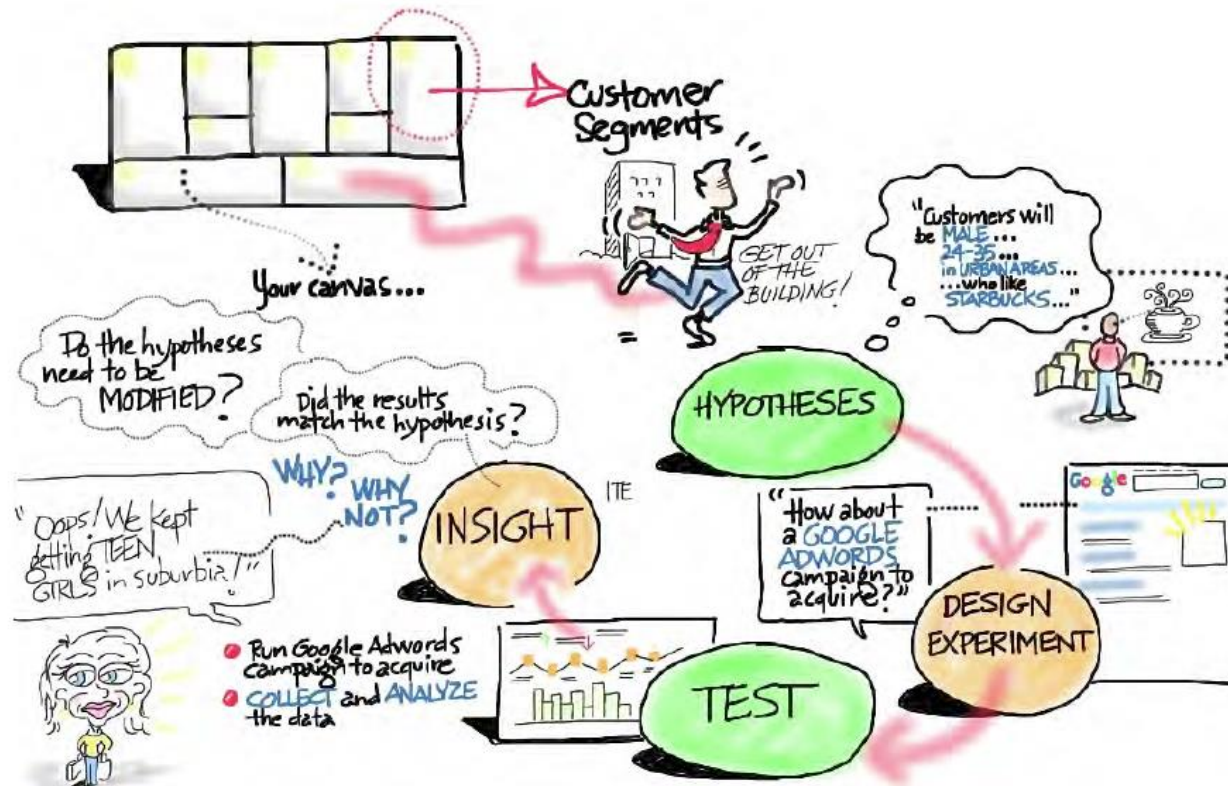 Customer
Segments
GET OUT
OF THE
BUILDING!
Your canvas...
"Customers will
be MALE...
24-35...
in URBAN AREAS...
...who like
STARBUCKS..."
Do the hypotheses
need to be
MODIFIED?
Did the results
match the hypothesis?
HYPOTHESES
WHY?
WHY
NOT?
INSIGHT
ITE
"Oops! We kept
getting TEEN
GIRLS in suburbia!"
"How about
a GOOGLE
ADWORDS
campaign to
acquire?"
Google
DESIGN
EXPERIMENT
Run Google Adwords
campaign to acquire
COLLECT and ANALYZE
the data
TEST